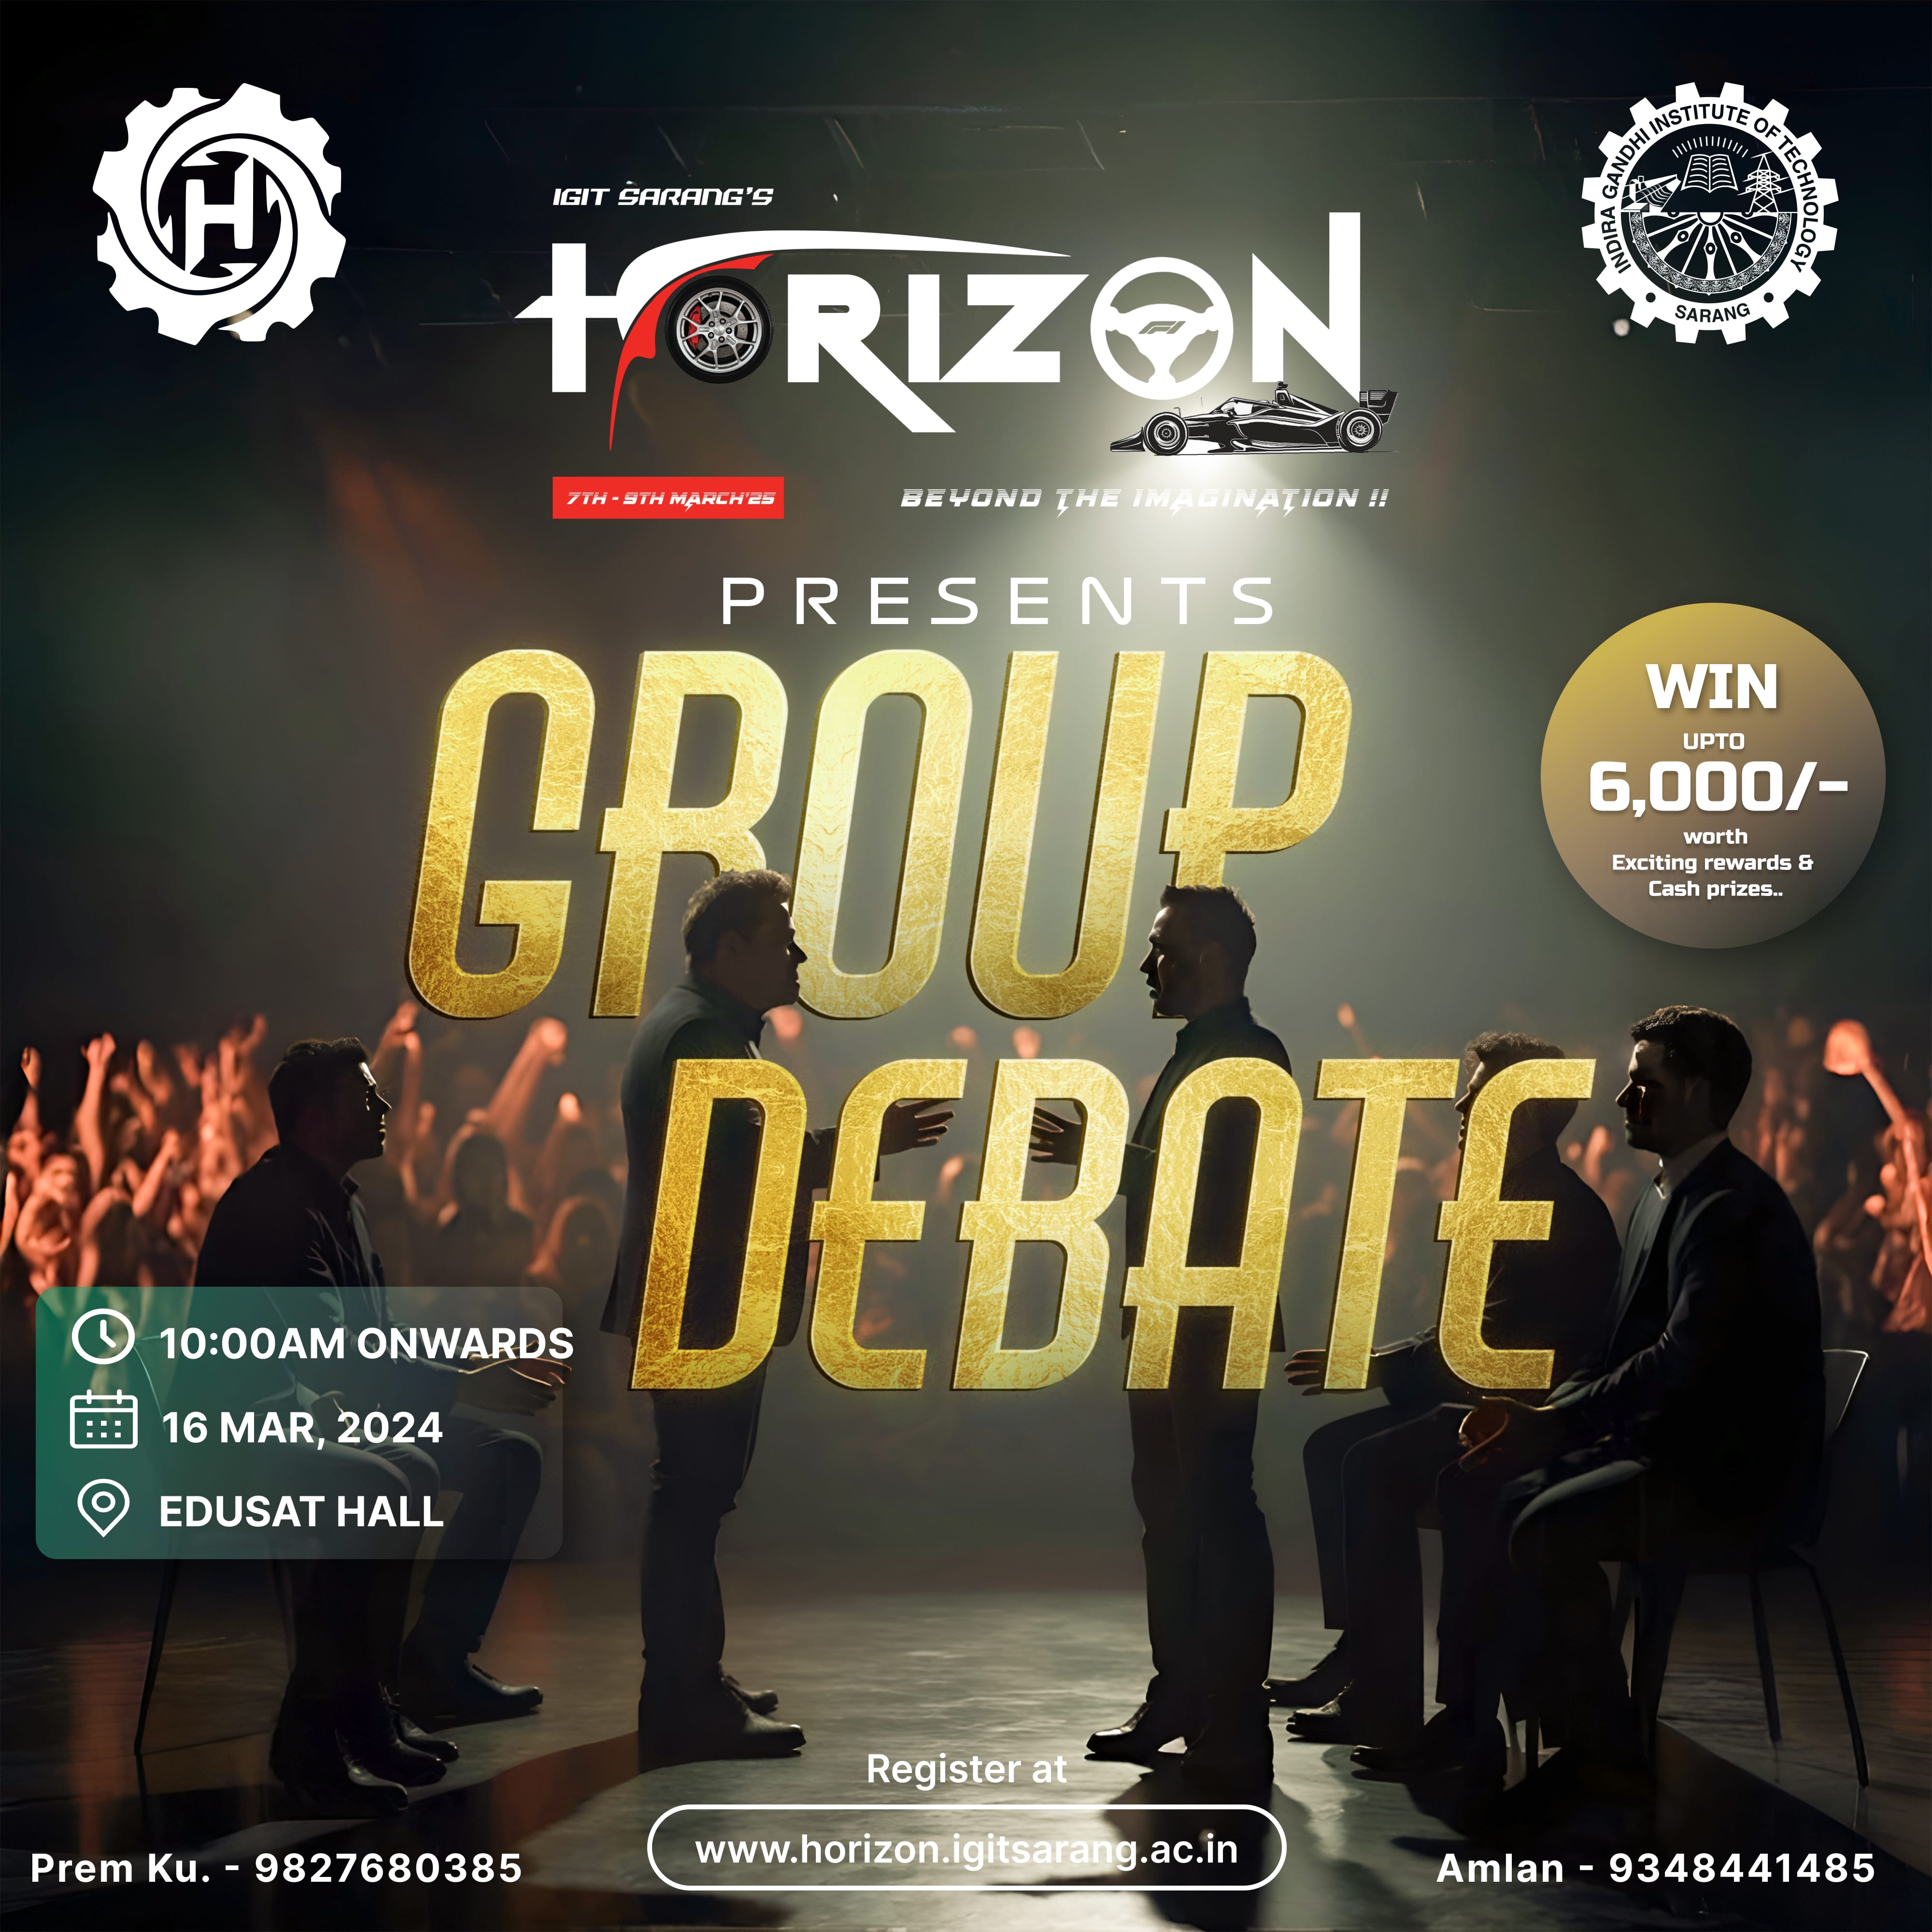 H
INDIRA GANDHI INSTITUTE OF TECHNOLOGY
SARANG
IGIT SARANG'S
HORIZON
7TH - 9TH MARCH'25
BEYOND THE IMAGINATION !!
PRESENTS
GROUP
DEBATE
WIN
UPTO
6,000/-
worth
Exciting rewards &
Cash prizes..
10:00AM ONWARDS
16 MAR, 2024
EDUSAT HALL
Register at
www.horizon.igitsarang.ac.in
Prem Ku. - 9827680385
Amlan - 9348441485